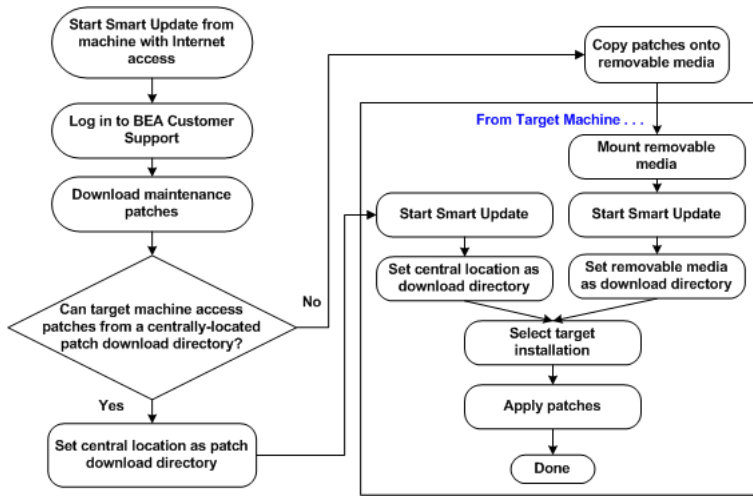 Start Smart Update from
machine with Internet
access
Log in to BEA Customer
Support
Download maintenance
patches
Can target machine access
patches from a centrally-located
patch download directory?
No
Yes
Set central location as patch
download directory
Copy patches onto
removable media
From Target Machine . . .
Mount removable
media
Start Smart Update
Start Smart Update
Set central location as
download directory
Set removable media
as download directory
Select target
installation
Apply patches
Done